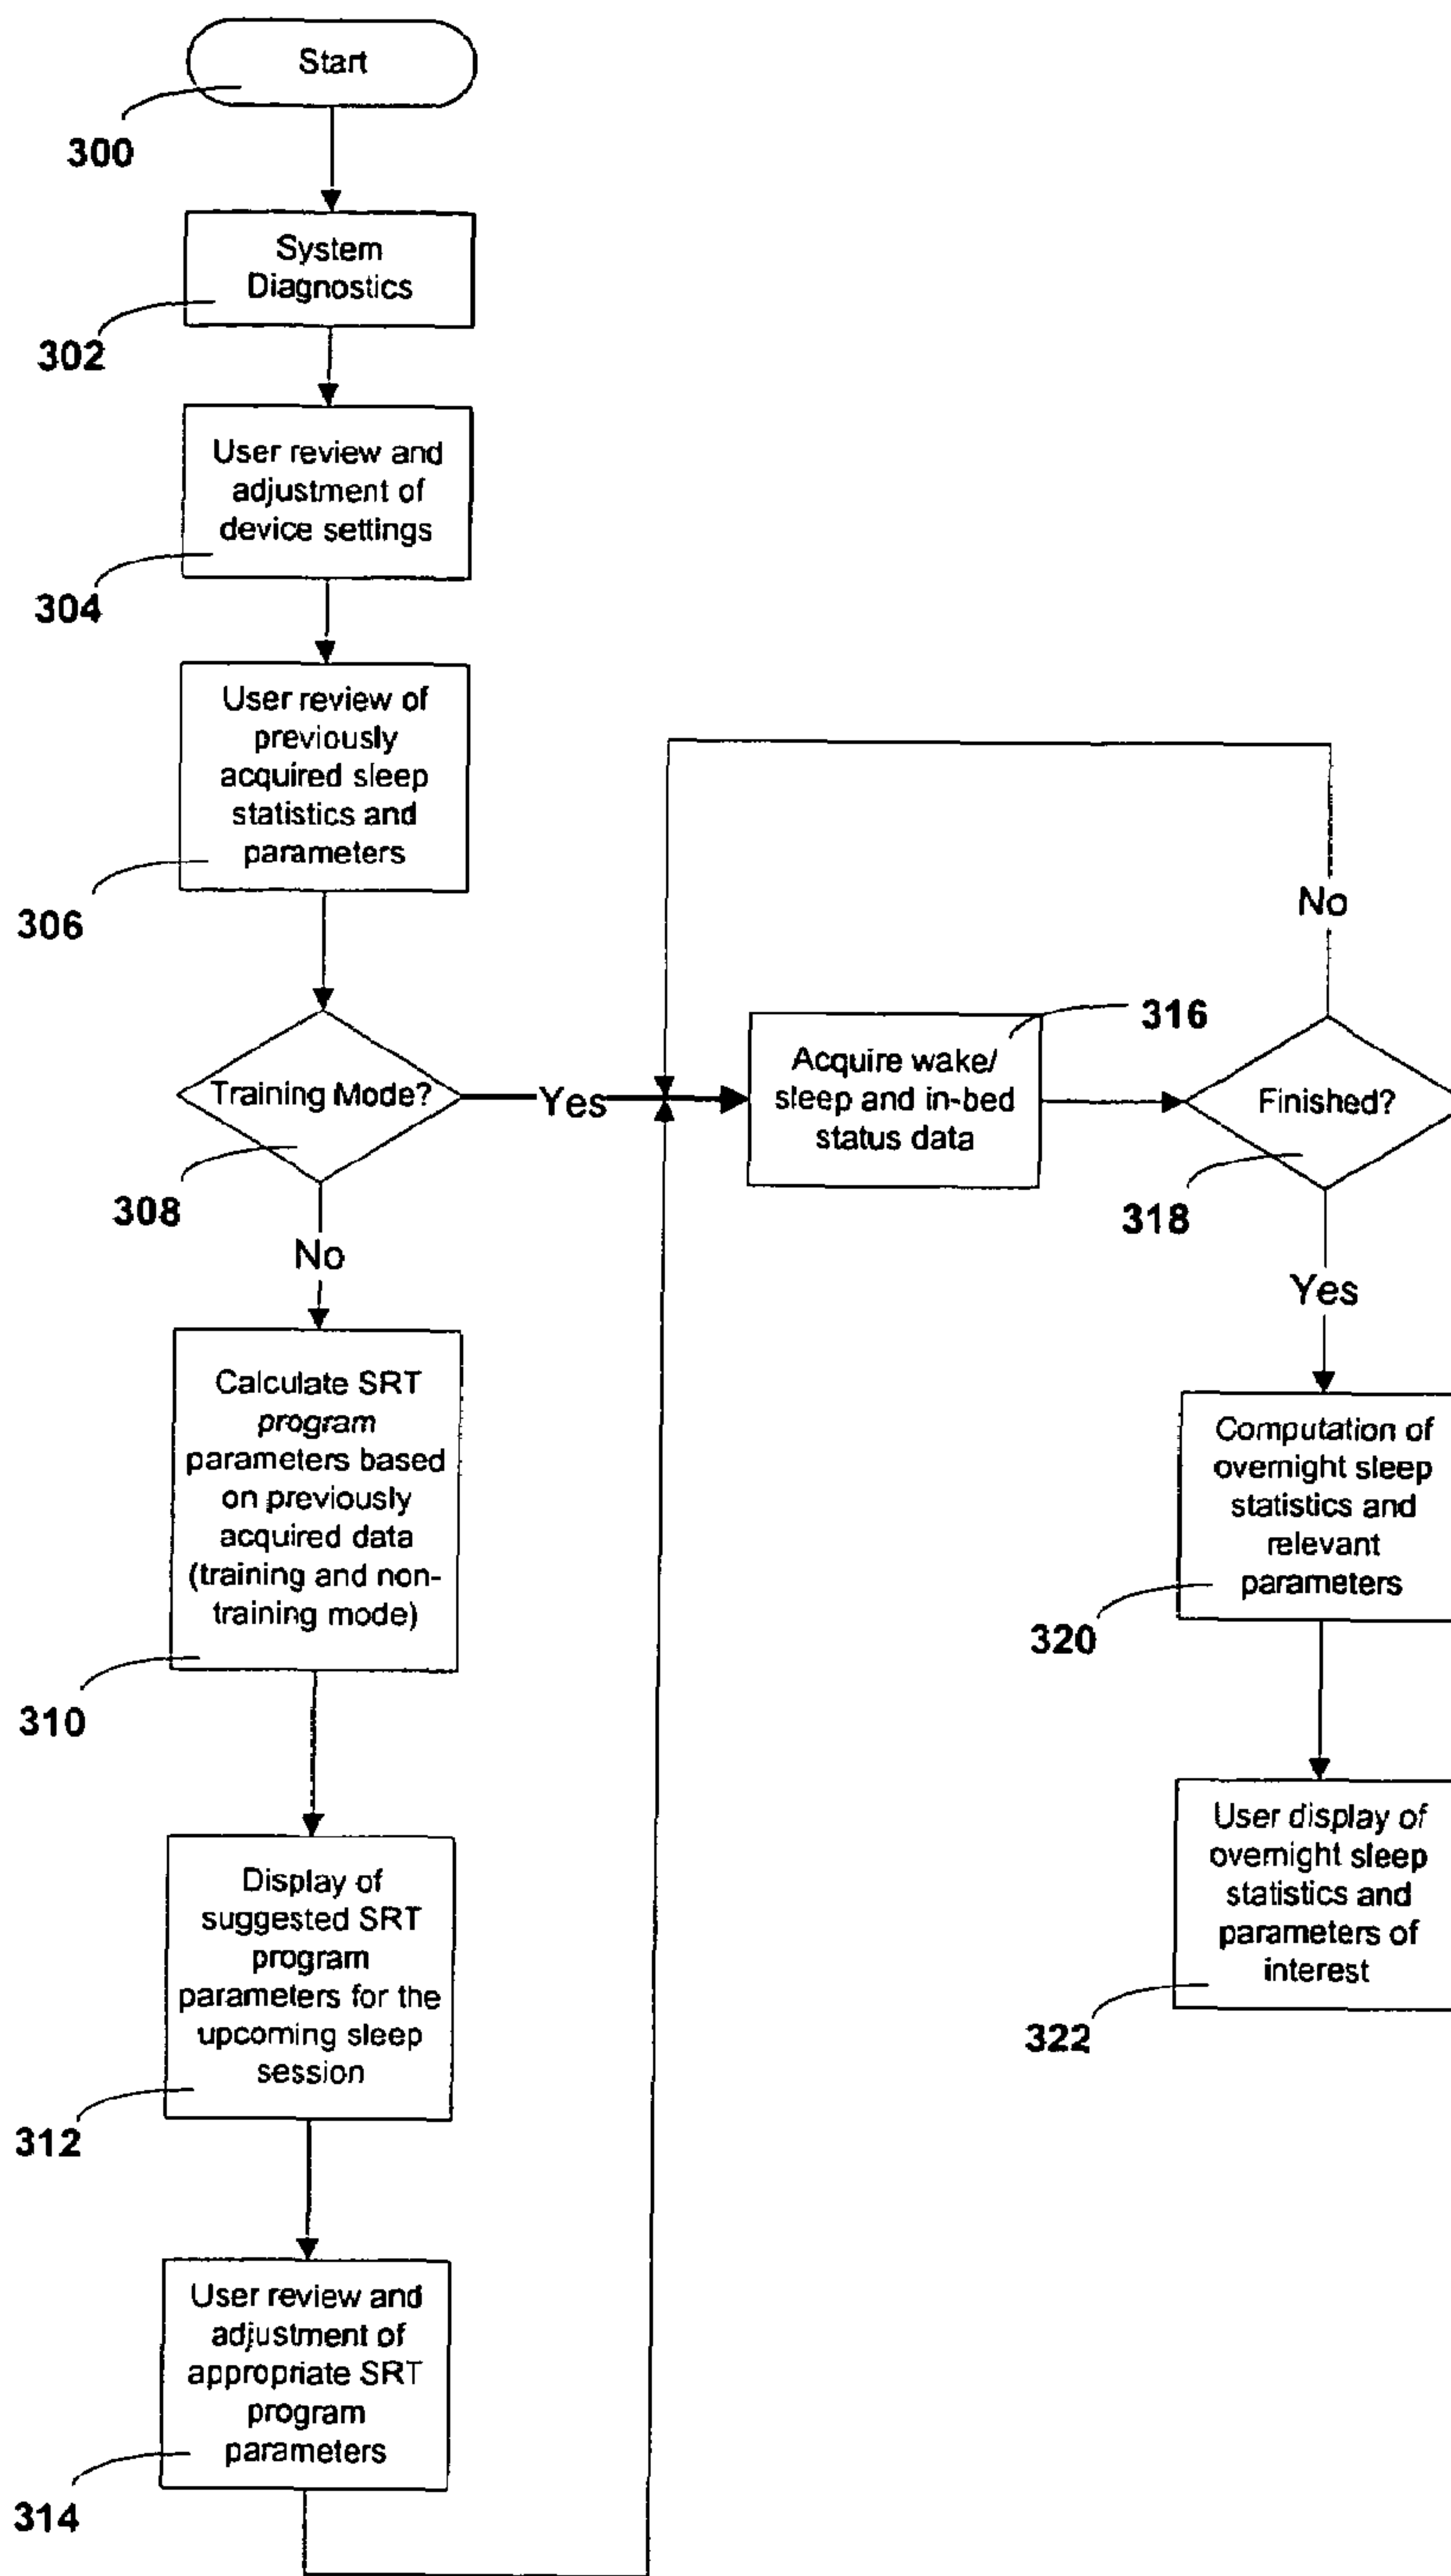 Start
300
System
Diagnostics
302
User review and
adjustment of
device settings
304
User review of
previously
acquired sleep
statistics and
parameters
306
Training Mode?
308
Yes
No
Calculate SRT
program
parameters based
on previously
acquired data
(training and non-
training mode)
310
Display of
suggested SRT
program
parameters for the
upcoming sleep
session
312
User review and
adjustment of
appropriate SRT
program
parameters
314
Acquire wake/
sleep and in-bed
status data
316
Finished?
318
No
Yes
Computation of
overnight sleep
statistics and
relevant
parameters
320
User display of
overnight sleep
statistics and
parameters of
interest
322